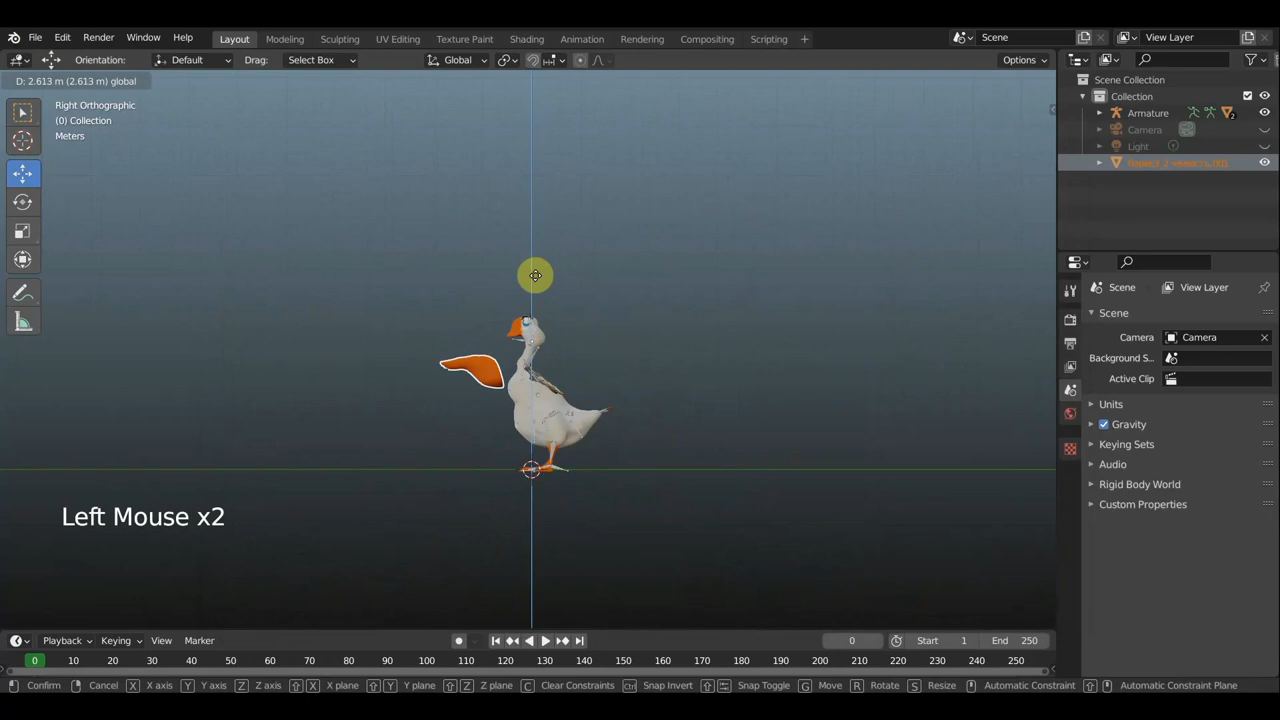 File Edit Render Window Help Layout Modeling Sculpting UV Editing Texture Paint Shading Animation Rendering Compositing Scripting + Scene View Layer
Orientation: Default Drag: Select Box Global Options
D: 2.613 m (2.613 m) global
Right Orthographic
(0) Collection
Meters
Scene Collection
Collection
Armature 2
Camera
Light
Scene View Layer
Scene
Camera Camera
Background S...
Active Clip
Units
Gravity
Keying Sets
Audio
Rigid Body World
Custom Properties
Left Mouse x2
Playback Keying View Marker 0 Start 1 End 250
0 10 20 30 40 50 60 70 80 90 100 110 120 130 140 150 160 170 180 190 200 210 220 230 240 250
Confirm Cancel X X axis Y Y axis Z Z axis X X plane Y Y plane Z Z plane C Clear Constraints Ctrl Snap Invert Snap Toggle G Move R Rotate S Resize Automatic Constraint Automatic Constraint Plane